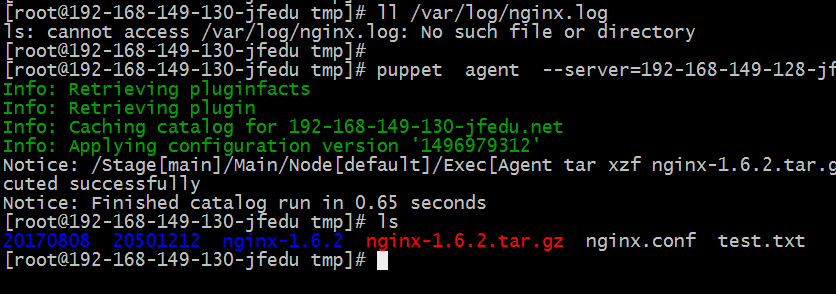 [root@192-168-149-130-jfedu tmp]# ll /var/log/nginx.log
ls: cannot access /var/log/nginx.log: No such file or directory
[root@192-168-149-130-jfedu tmp]#
[root@192-168-149-130-jfedu tmp]# puppet  agent  --server=192-168-149-128-jf
Info: Retrieving pluginfacts
Info: Retrieving plugin
Info: Caching catalog for 192-168-149-130-jfedu.net
Info: Applying configuration version '1496979312'
Notice: /Stage[main]/Main/Node[default]/Exec[Agent tar xzf nginx-1.6.2.tar.g
cuted successfully
Notice: Finished catalog run in 0.65 seconds
[root@192-168-149-130-jfedu tmp]# ls
20170808  20501212  nginx-1.6.2  nginx-1.6.2.tar.gz  nginx.conf  test.txt
[root@192-168-149-130-jfedu tmp]#